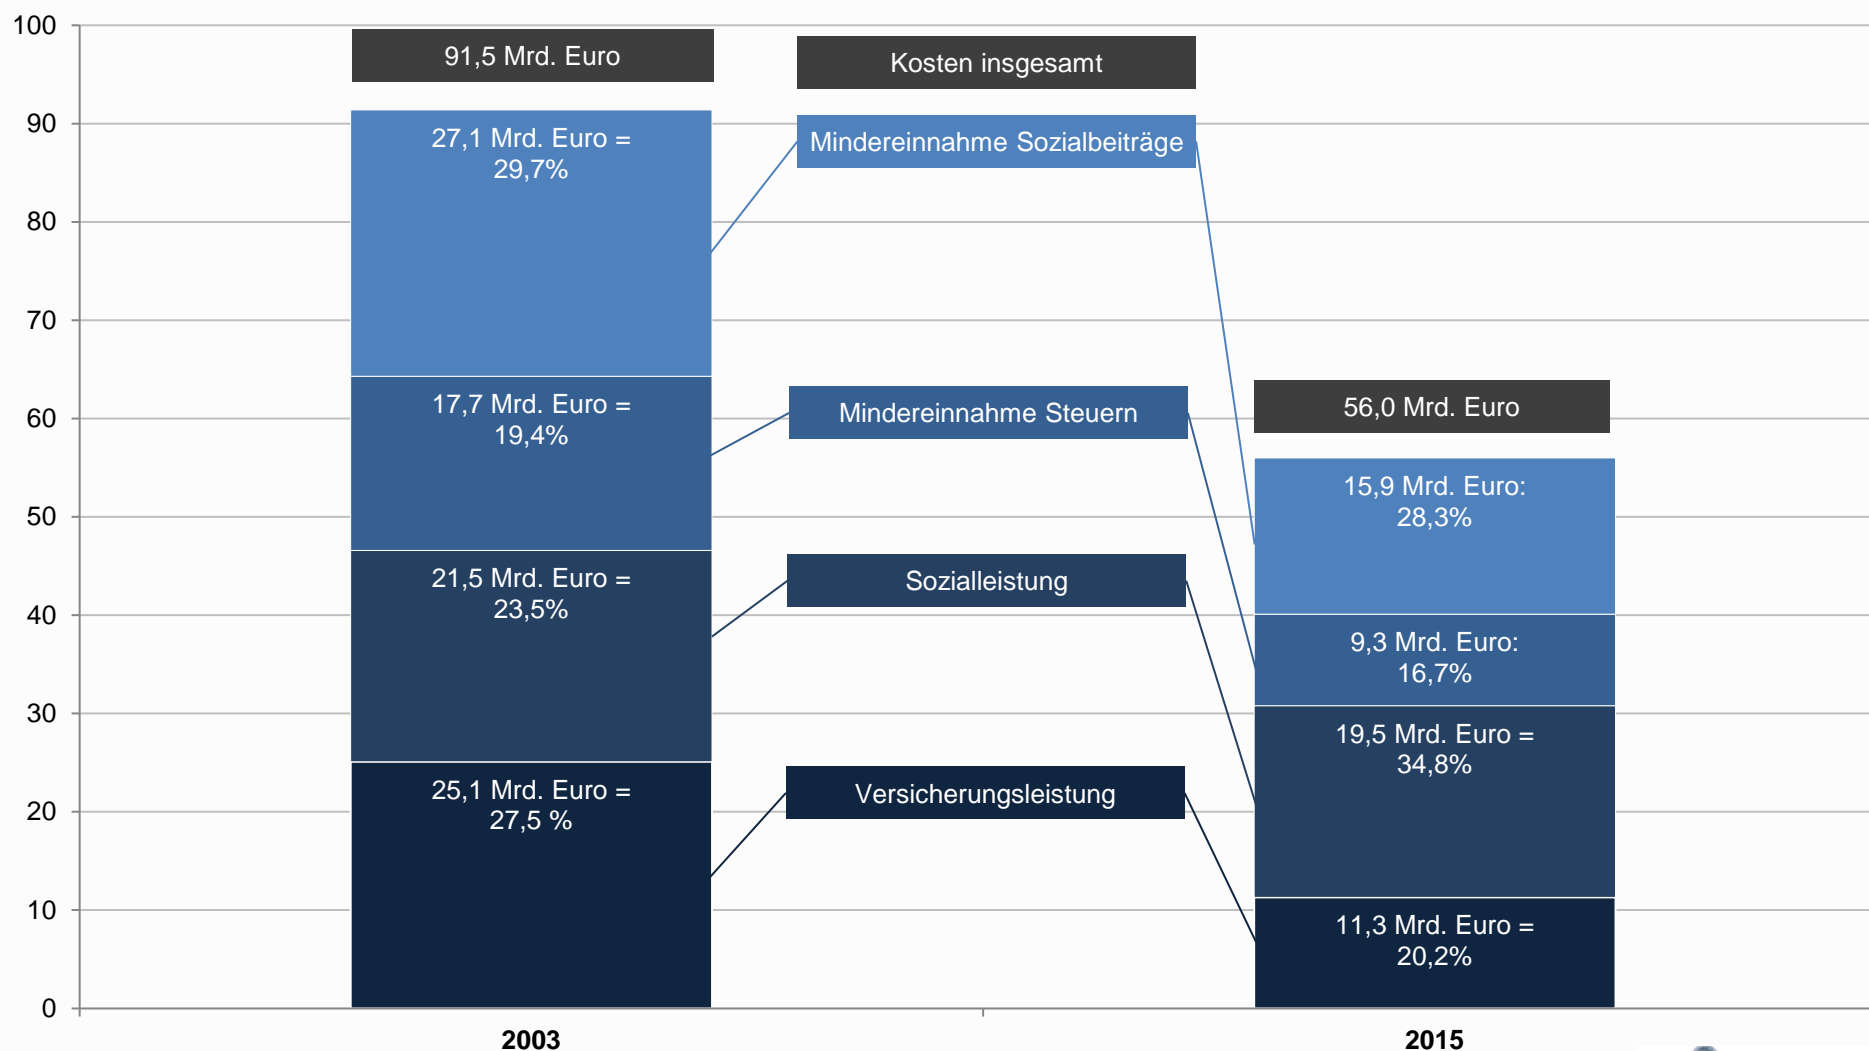 100
90
80
70
60
50
40
30
20
10
0
91,5 Mrd. Euro
27,1 Mrd. Euro =
29,7%
17,7 Mrd. Euro =
19,4%
21,5 Mrd. Euro =
23,5%
25,1 Mrd. Euro =
27,5 %
Kosten insgesamt
Mindereinnahme Sozialbeiträge
Mindereinnahme Steuern
Sozialleistung
Versicherungsleistung
56,0 Mrd. Euro
15,9 Mrd. Euro:
28,3%
9,3 Mrd. Euro:
16,7%
19,5 Mrd. Euro =
34,8%
11,3 Mrd. Euro =
20,2%
2003
2015